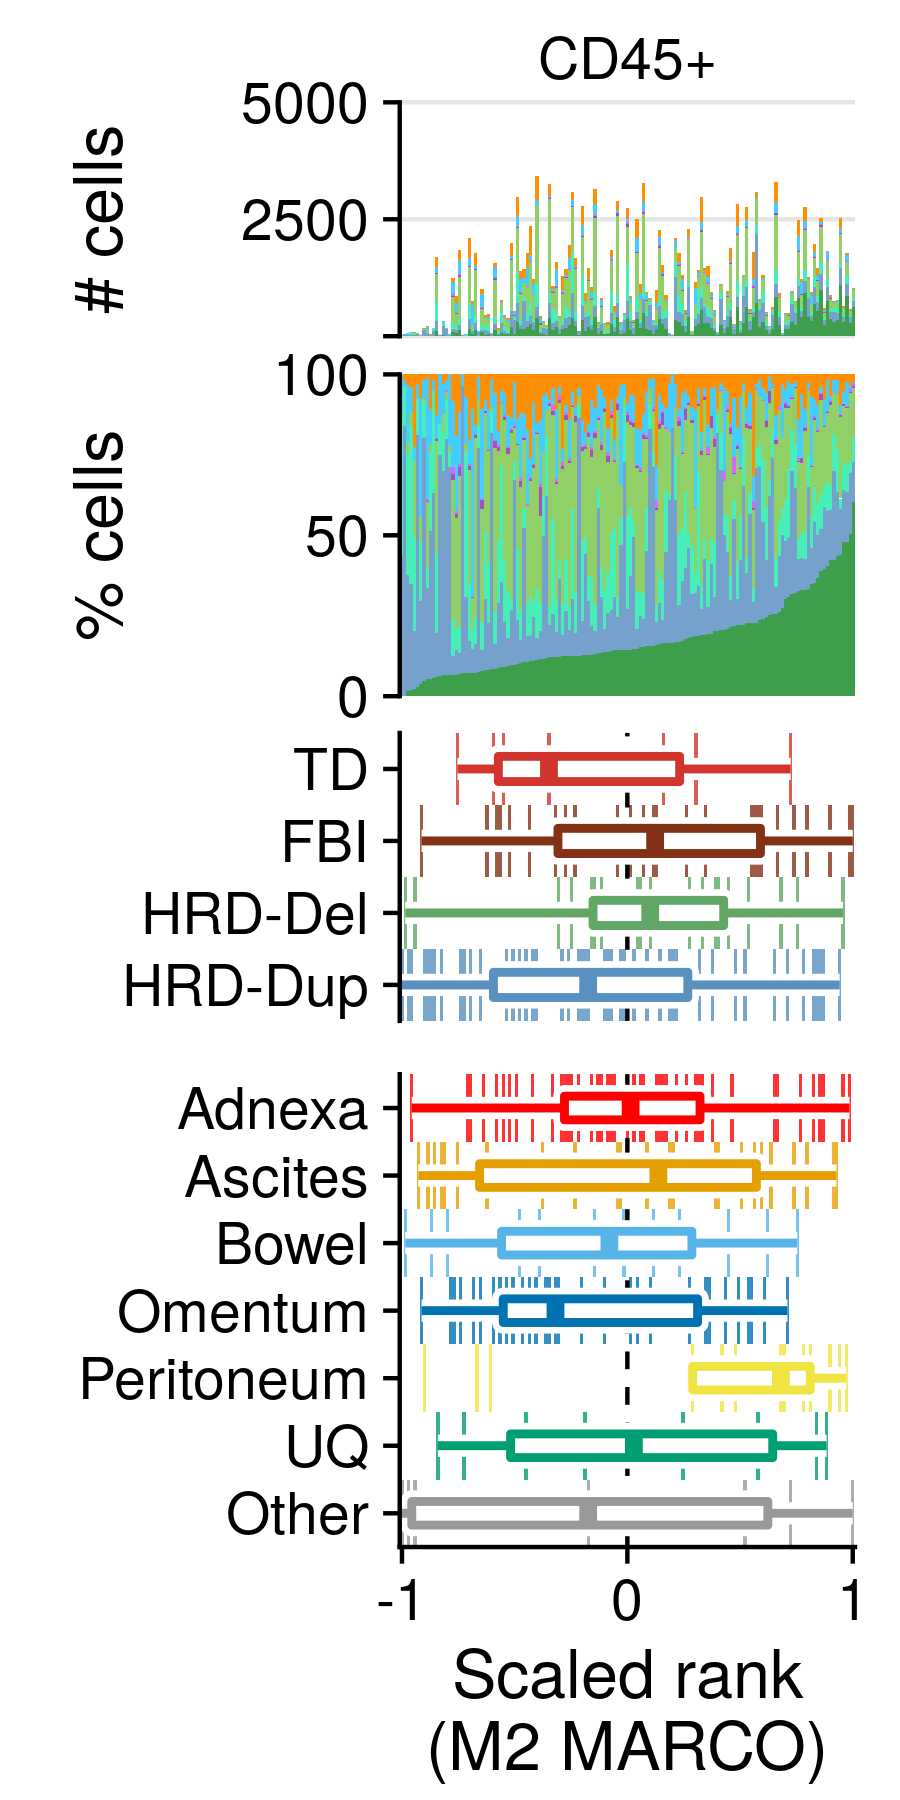 CD45+
5000
2500
# cells
100
50
0
% cells
TD
FBI
HRD-Del
HRD-Dup
Adnexa
Ascites
Bowel
Omentum
Peritoneum
UQ
Other
-1 0 1
Scaled rank
(M2 MARCO)